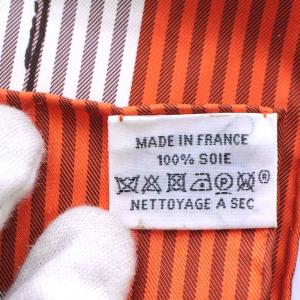 MADE IN FRANCE
100% SOIE
®
NETTOYAGE A SEC